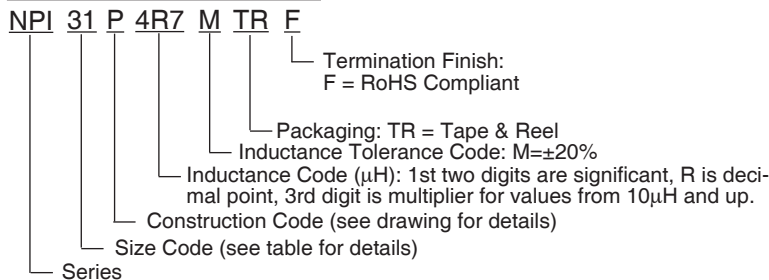 NPI 31 P 4R7 M TR F
Termination Finish:
F = RoHS Compliant
Packaging: TR = Tape & Reel
Inductance Tolerance Code: M=±20%
Inductance Code (μH): 1st two digits are significant, R is deci-
mal point, 3rd digit is multiplier for values from 10μH and up.
Construction Code (see drawing for details)
Size Code (see table for details)
Series